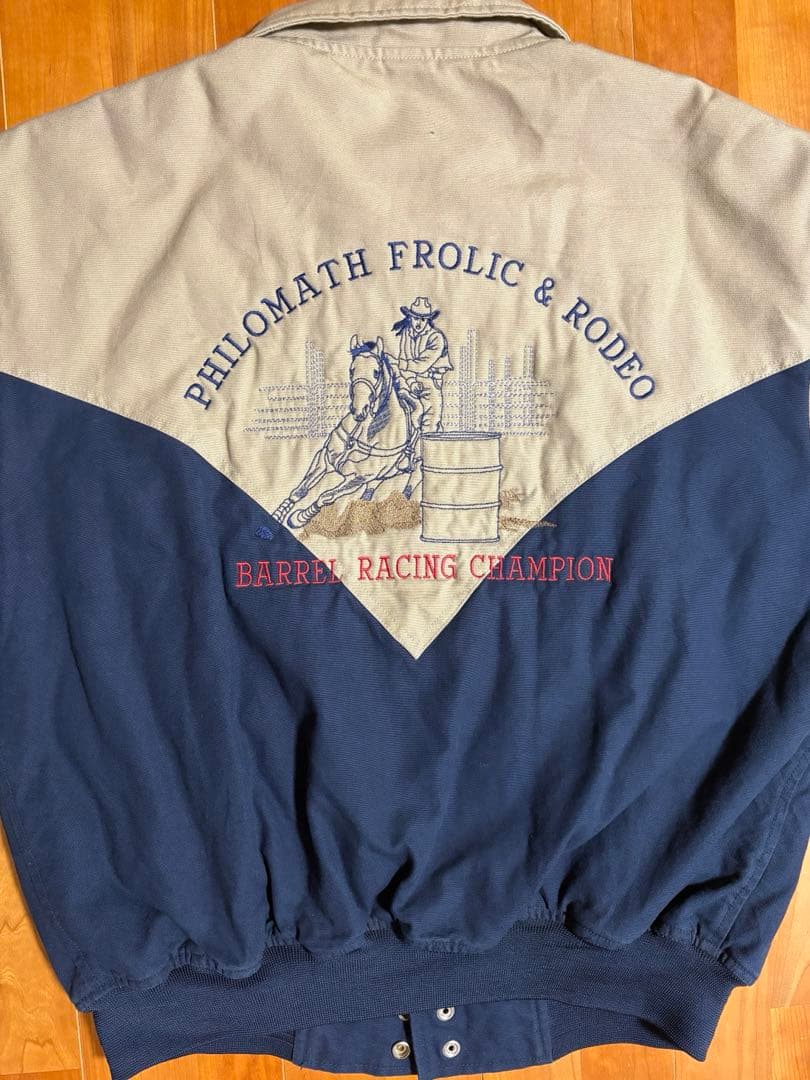 PHILOMATH FROLIC & RODEO
BARREL RACING CHAMPION